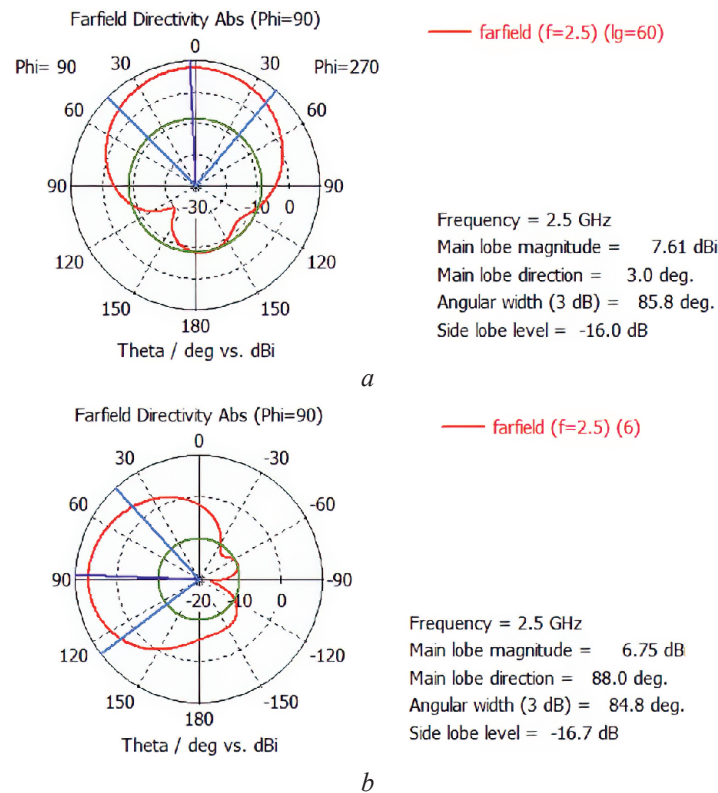 Farfield Directivity Abs (Phi=90)
farfield (f=2.5) (lg=60)
0
30 30
Phi= 90 Phi=270
60 60
90 90
-30 -10 0
120 120
150 150
180
Theta / deg vs. dBi
Frequency = 2.5 GHz
Main lobe magnitude = 7.61 dBi
Main lobe direction = 3.0 deg.
Angular width (3 dB) = 85.8 deg.
Side lobe level = -16.0 dB
a
Farfield Directivity Abs (Phi=90)
farfield (f=2.5) (6)
0
30 -30
60 -60
90 -90
-20 -10 0
120 -120
150 -150
180
Theta / deg vs. dBi
Frequency = 2.5 GHz
Main lobe magnitude = 6.75 dBi
Main lobe direction = 88.0 deg.
Angular width (3 dB) = 84.8 deg.
Side lobe level = -16.7 dB
b